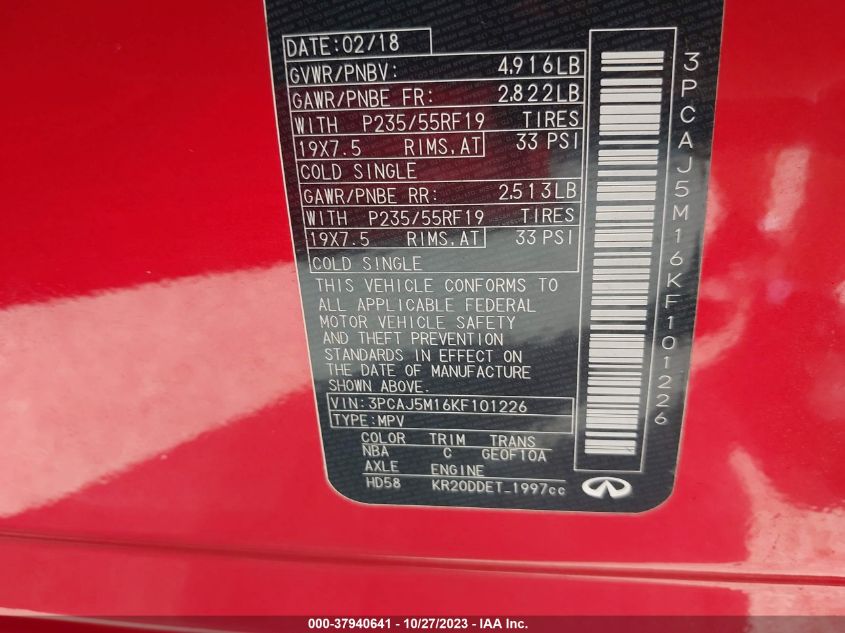 DATE:02/18
GVWR/PNBV: 4,916LB
GAWR/PNBE FR: 2,822LB
WITH P235/55RF19 TIRES
19X7.5 RIMS,AT 33 PSI
COLD SINGLE
GAWR/PNBE RR: 2,513LB
WITH P235/55RF19 TIRES
19X7.5 RIMS,AT 33 PSI
COLD SINGLE
THIS VEHICLE CONFORMS TO
ALL APPLICABLE FEDERAL
MOTOR VEHICLE SAFETY
AND THEFT PREVENTION
STANDARDS IN EFFECT ON
THE DATE OF MANUFACTURE
SHOWN ABOVE.
VIN:3PCAJ5M16KF101226
TYPE:MPV
COLOR TRIM TRANS
NBA C GE0F10A
AXLE ENGINE
HD58 KR20DDET_1997cc
3PCAJ5M16KF101226
000-37940641 - 10/27/2023 - IAA Inc.